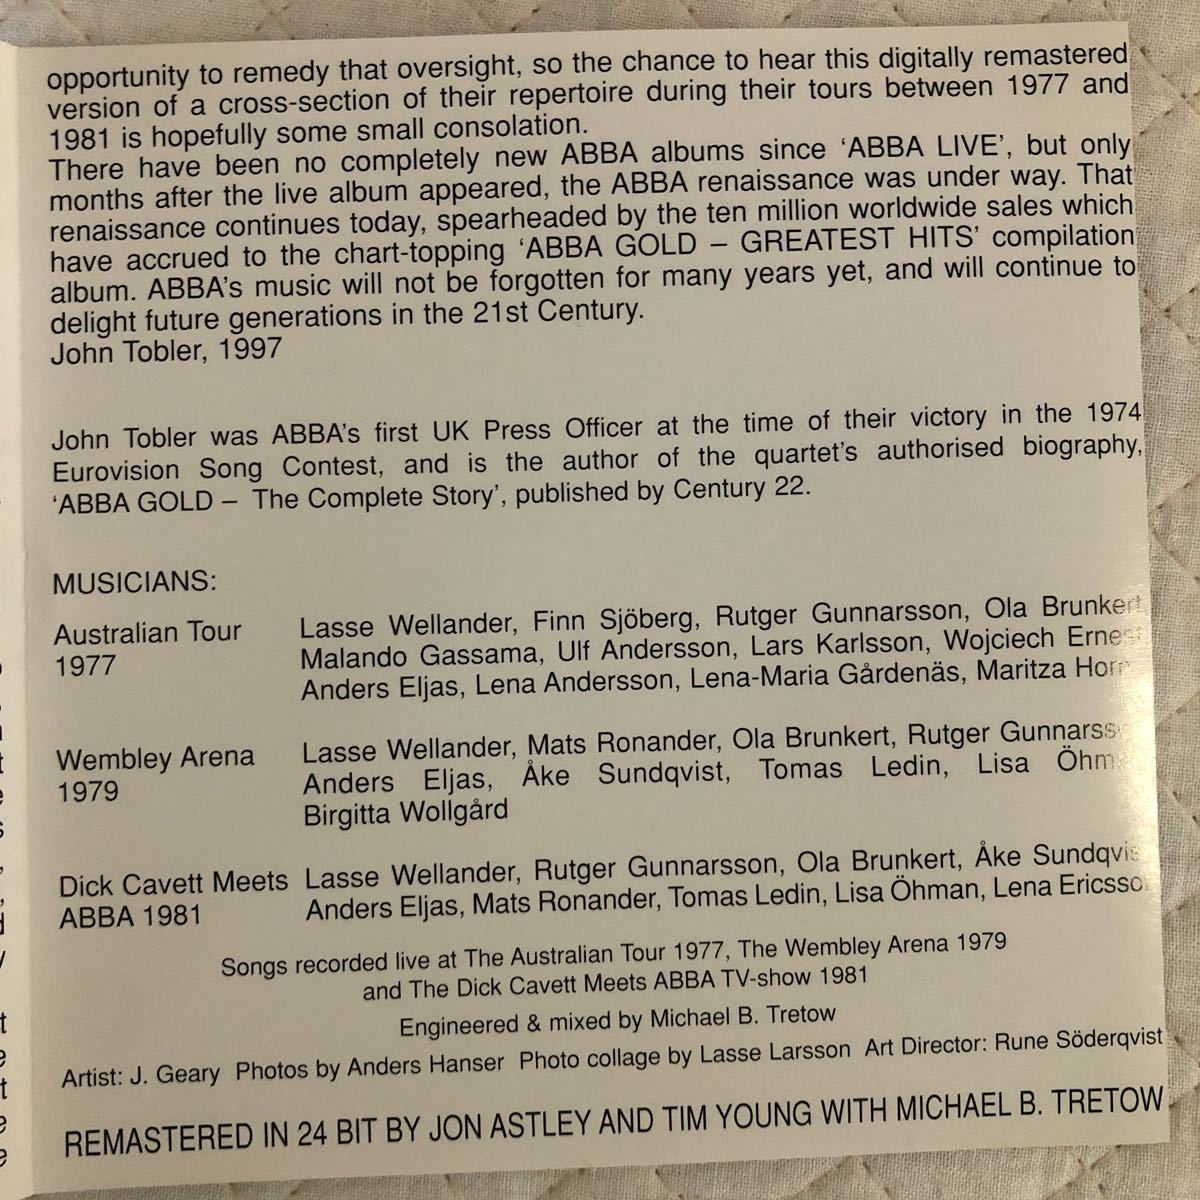 opportunity to remedy that oversight, so the chance to hear this digitally remastered
version of a cross-section of their repertoire during their tours between 1977 and
1981 is hopefully some small consolation.
There have been no completely new ABBA albums since ‘ABBA LIVE’, but only
months after the live album appeared, the ABBA renaissance was under way. That
renaissance continues today, spearheaded by the ten million worldwide sales which
have accrued to the chart-topping ‘ABBA GOLD – GREATEST HITS’ compilation
album. ABBA’s music will not be forgotten for many years yet, and will continue to
delight future generations in the 21st Century.
John Tobler, 1997
John Tobler was ABBA’s first UK Press Officer at the time of their victory in the 1974
Eurovision Song Contest, and is the author of the quartet’s authorised biography,
‘ABBA GOLD – The Complete Story’, published by Century 22.
MUSICIANS:
Australian Tour
1977
Lasse Wellander, Finn Sjöberg, Rutger Gunnarsson, Ola Brunkert,
Malando Gassama, Ulf Andersson, Lars Karlsson, Wojciech Ernest
Anders Eljas, Lena Andersson, Lena-Maria Gårdenäs, Maritza
Wembley Arena
1979
Lasse Wellander, Mats Ronander, Ola Brunkert, Rutger
Anders Eljas, Åke Sundqvist, Tomas Ledin, Lisa
Birgitta Wollgård
Dick Cavett Meets
ABBA 1981
Lasse Wellander, Rutger Gunnarsson, Ola Brunkert, Åke
Anders Eljas, Mats Ronander, Tomas Ledin, Lisa Öhman, Lena
Songs recorded live at The Australian Tour 1977, The Wembley Arena 1979
and The Dick Cavett Meets ABBA TV-show 1981
Engineered & mixed by Michael B. Tretow
Artist: J. Geary Photos by Anders Hanser Photo collage by Lasse Larsson Art Director: Rune Söderqvist
REMASTERED IN 24 BIT BY JON ASTLEY AND TIM YOUNG WITH MICHAEL B. TRETOW